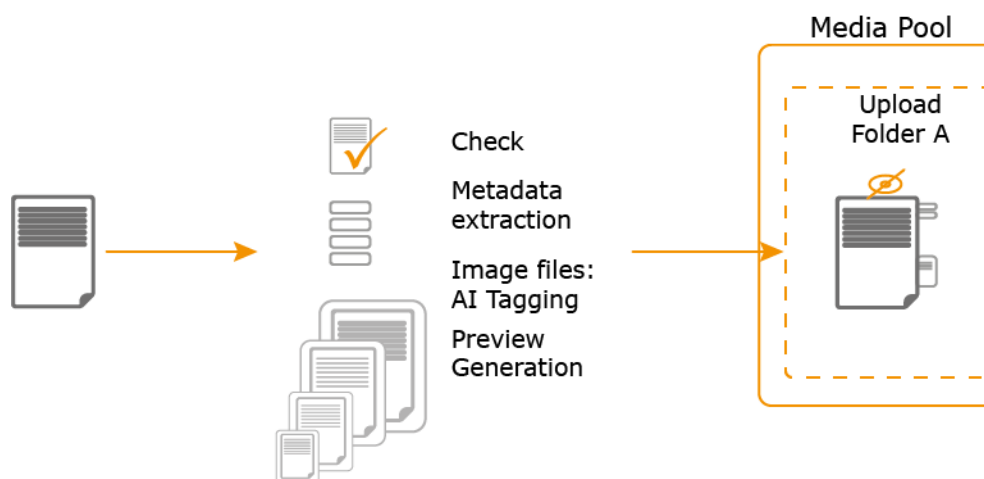 Media Pool
Upload
Folder A
Check
Metadata
extraction
Image files:
AI Tagging
Preview
Generation